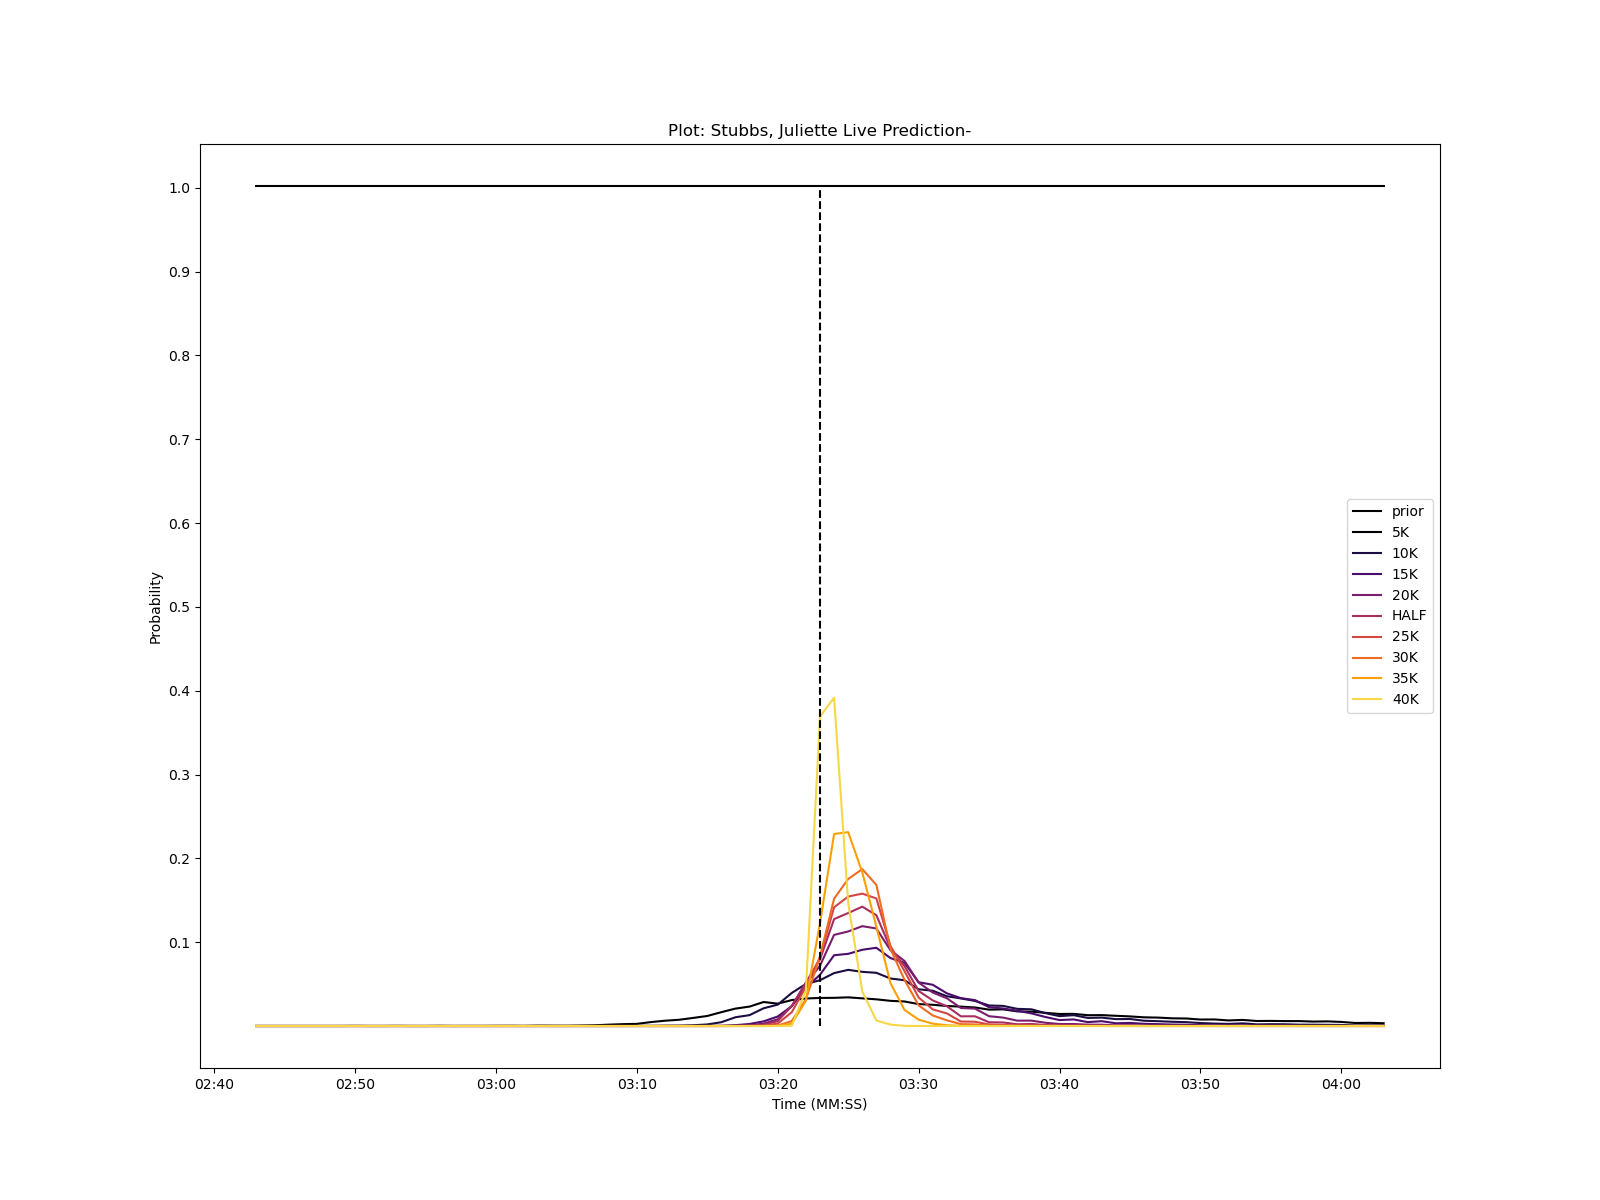 Plot: Stubbs, Juliette Live Prediction-
1.0
0.9
0.8
0.7
0.6
0.5
0.4
0.3
0.2
0.1
Probability
prior
5K
10K
15K
20K
HALF
25K
30K
35K
40K
02:40 02:50 03:00 03:10 03:20 03:30 03:40 03:50 04:00
Time (MM:SS)